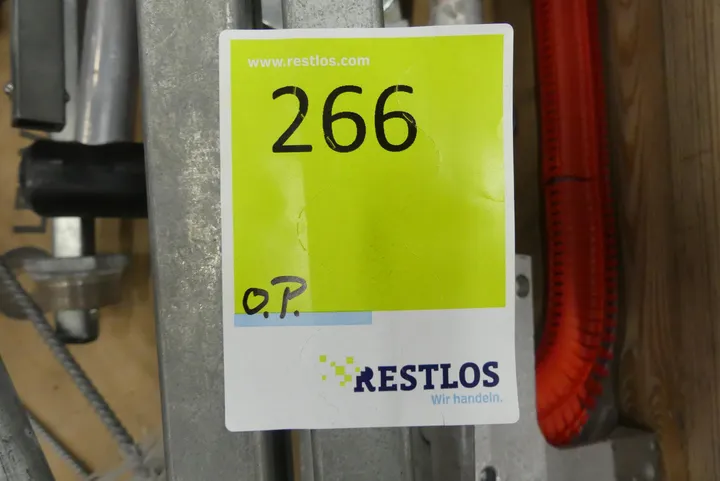 www.restlos.com
266
O.P.
RESTLOS
Wir handeln.